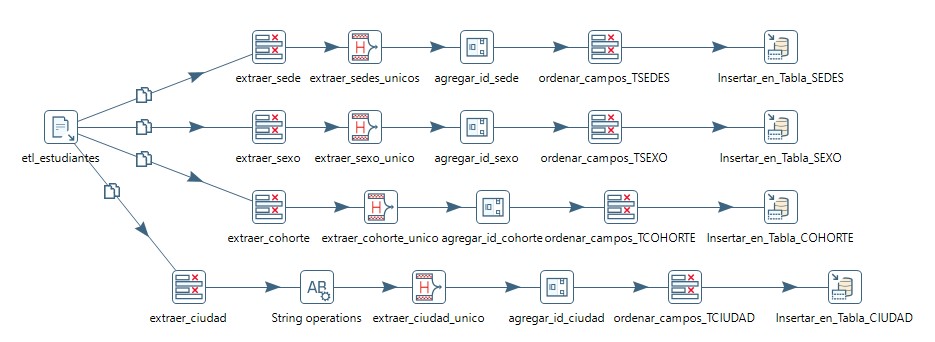 extraer_sede extraer_sedes_unicos agregar_id_sede ordenar_campos_TSEDES Insertar_en_Tabla_SEDES
etl_estudiantes extraer_sexo extraer_sexo_unico agregar_id_sexo ordenar_campos_TSEXO Insertar_en_Tabla_SEXO
extraer_cohorte extraer_cohorte_unico agregar_id_cohorte ordenar_campos_TCOHORTE Insertar_en_Tabla_COHORTE
AB
extraer_ciudad String operations extraer_ciudad_unico agregar_id_ciudad ordenar_campos_TCIUDAD Insertar_en_Tabla_CIUDAD